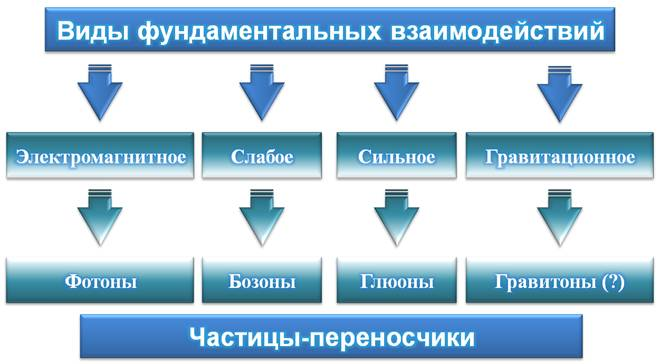 Виды фундаментальных взаимодействий
Электромагнитное Слабое Сильное Гравитационное
Фотоны Бозоны Глюоны Гравитоны (?)
Частицы-переносчики